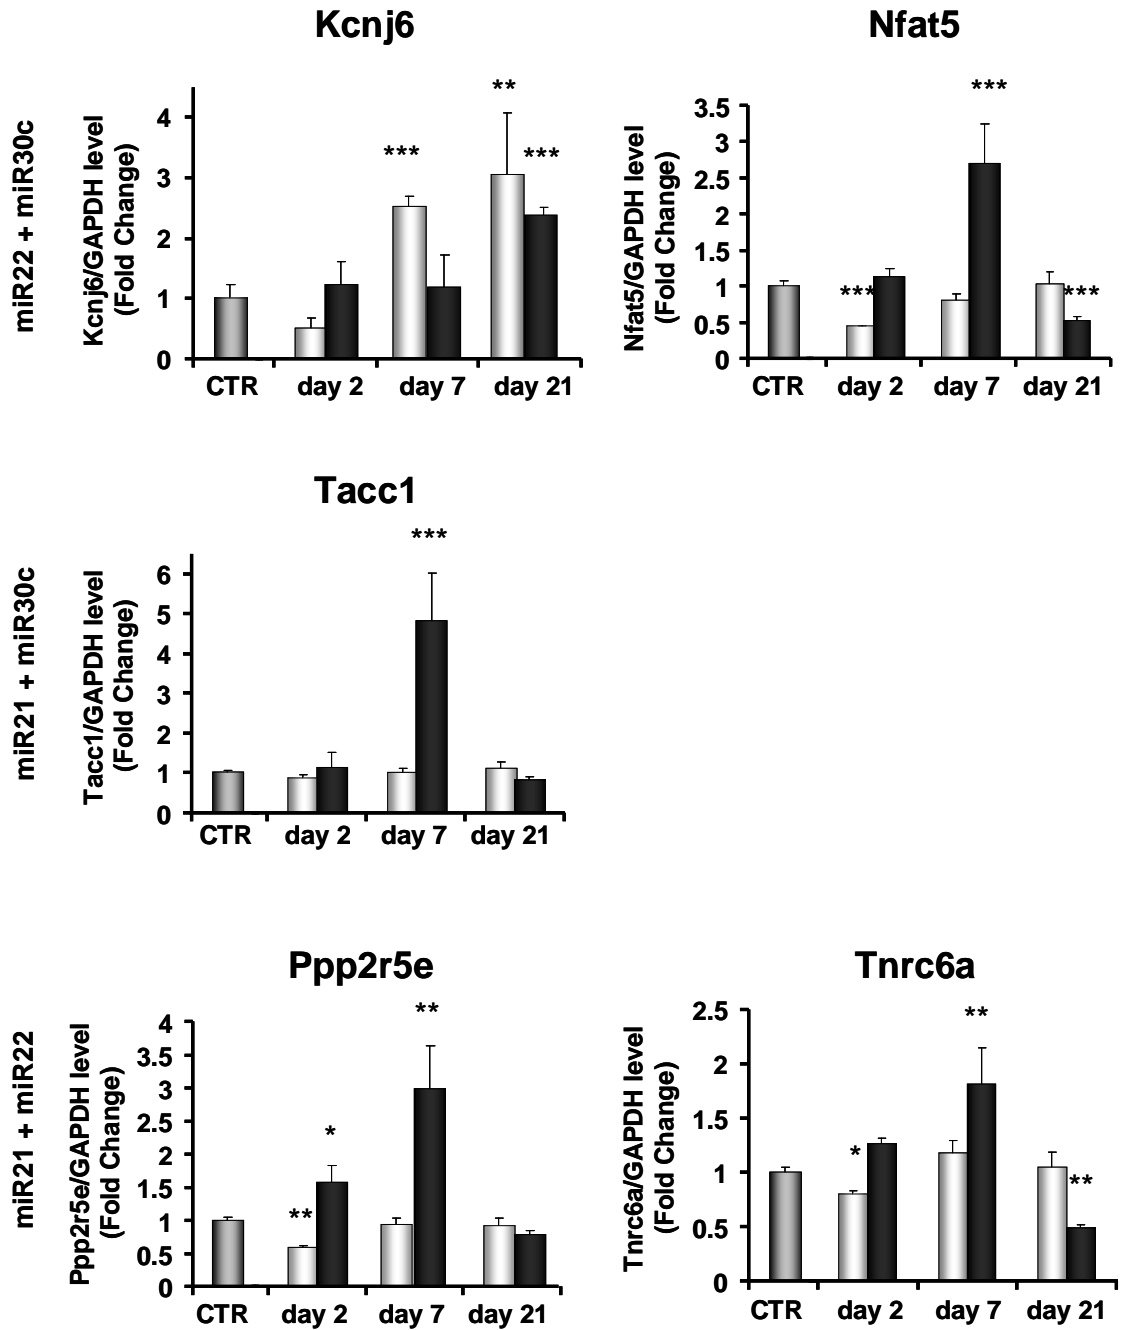 Kcnj6
miR22 + miR30c
Kcnj6/GAPDH level
(Fold Change)
4
3
2
1
0
**
***
***
CTR day 2 day 7 day 21
Nfat5
Nfat5/GAPDH level
(Fold Change)
3.5
3
2.5
2
1.5
1
0.5
0
***
***
***
CTR day 2 day 7 day 21
Tacc1
miR21 + miR30c
Tacc1/GAPDH level
(Fold Change)
6
5
4
3
2
1
0
***
CTR day 2 day 7 day 21
Ppp2r5e
miR21 + miR22
Ppp2r5e/GAPDH level
(Fold Change)
4
3.5
3
2.5
2
1.5
1
0.5
0
**
*
**
CTR day 2 day 7 day 21
Tnrc6a
Tnrc6a/GAPDH level
(Fold Change)
2.5
2
1.5
1
0.5
0
**
*
**
CTR day 2 day 7 day 21